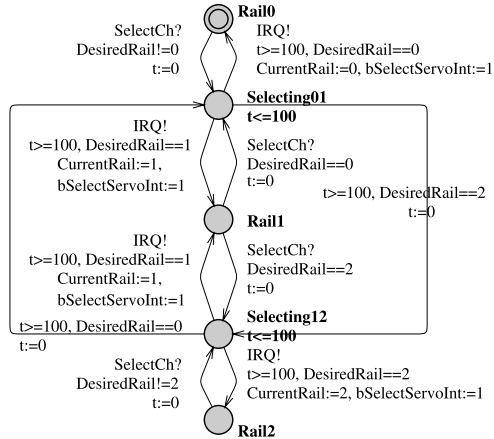 Rail0
SelectCh?
DesiredRail!=0
t:=0
IRQ!
t>=100, DesiredRail==0
CurrentRail:=0, bSelectServoInt:=1
Selecting01
t<=100
IRQ!
t>=100, DesiredRail==1
CurrentRail:=1,
bSelectServoInt:=1
SelectCh?
DesiredRail==0
t:=0
t>=100, DesiredRail==2
t:=0
Rail1
IRQ!
t>=100, DesiredRail==1
CurrentRail:=1,
bSelectServoInt:=1
SelectCh?
DesiredRail==2
t:=0
Selecting12
t<=100
t>=100, DesiredRail==0
t:=0
SelectCh?
DesiredRail!=2
t:=0
IRQ!
t>=100, DesiredRail==2
CurrentRail:=2, bSelectServoInt:=1
Rail2